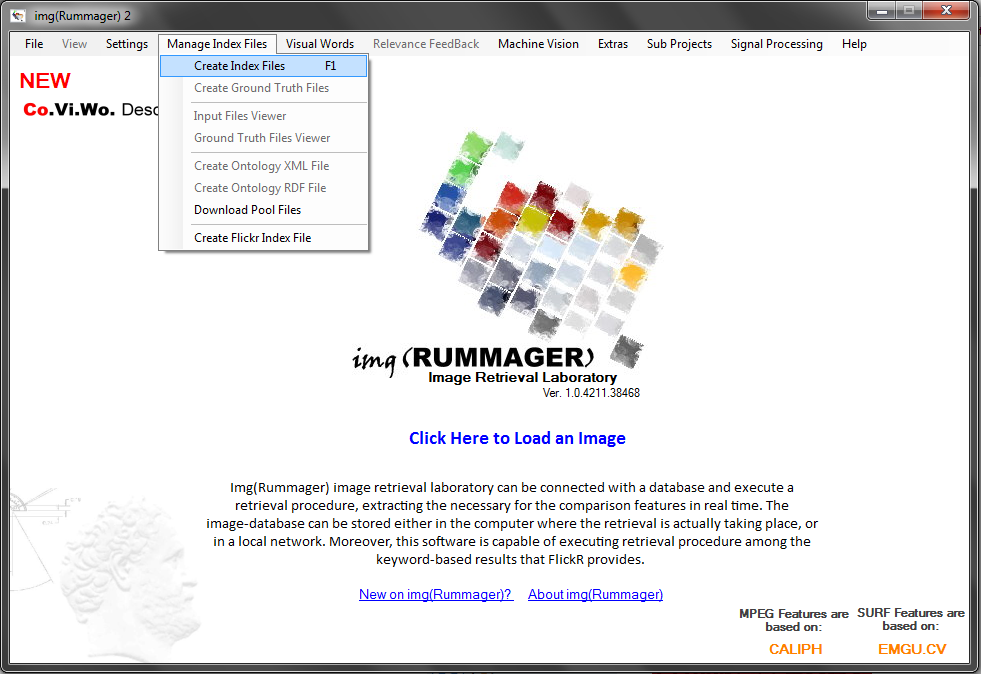 img(Rummager) 2
File View Settings Manage Index Files Visual Words Relevance FeedBack Machine Vision Extras Sub Projects Signal Processing Help
Create Index Files F1
Create Ground Truth Files
Input Files Viewer
Ground Truth Files Viewer
Create Ontology XML File
Create Ontology RDF File
Download Pool Files
Create Flickr Index File
NEW
Co.Vi.Wo. Desc
img (RUMMAGER)
Image Retrieval Laboratory
Ver. 1.0.4211.38468
Click Here to Load an Image
Img(Rummager) image retrieval laboratory can be connected with a database and execute a
retrieval procedure, extracting the necessary for the comparison features in real time. The
image-database can be stored either in the computer where the retrieval is actually taking place, or
in a local network. Moreover, this software is capable of executing retrieval procedure among the
keyword-based results that FlickR provides.
New on img(Rummager)? About img(Rummager)
MPEG Features are
based on:
CALIPH
SURF Features are
based on:
EMGU.CV